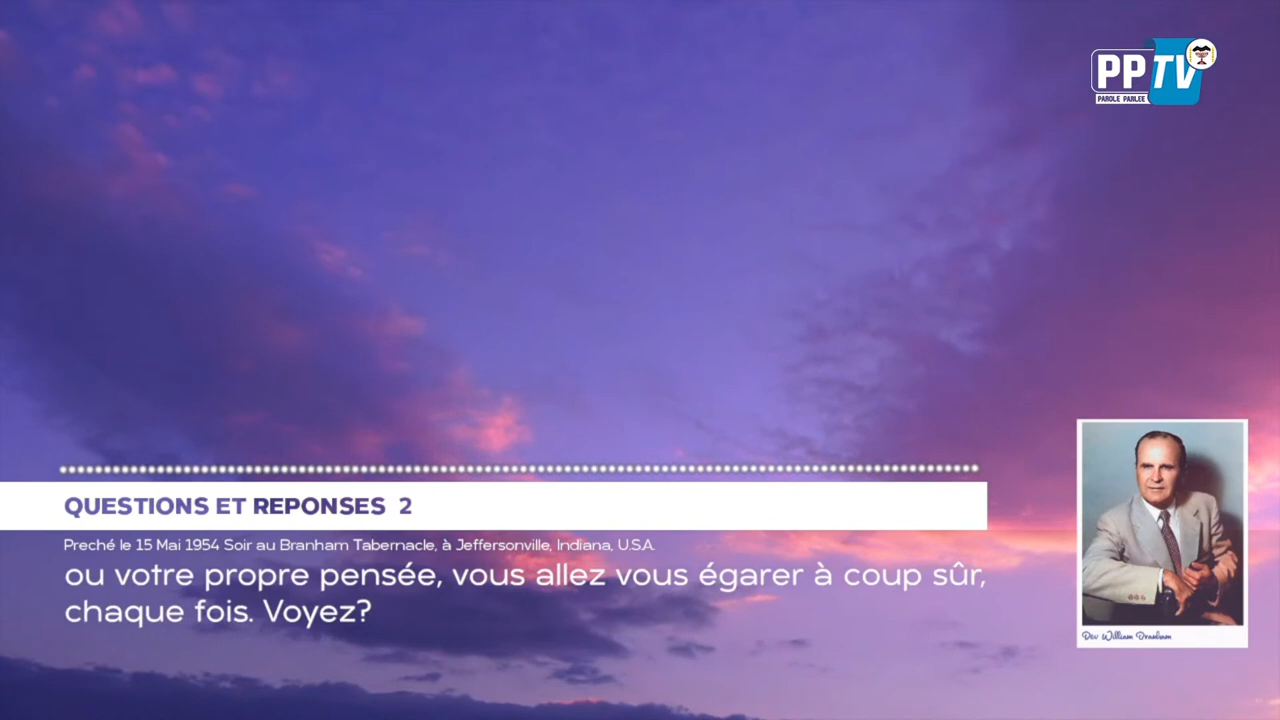 PPTV
PAROLE PARLEE
QUESTIONS ET REPONSES 2
Preché le 15 Mai 1954 Soir au Branham Tabernacle, à Jeffersonville, Indiana, U.S.A.
ou votre propre pensée, vous allez vous égarer à coup sûr,
chaque fois. Voyez?
Rev William Branham